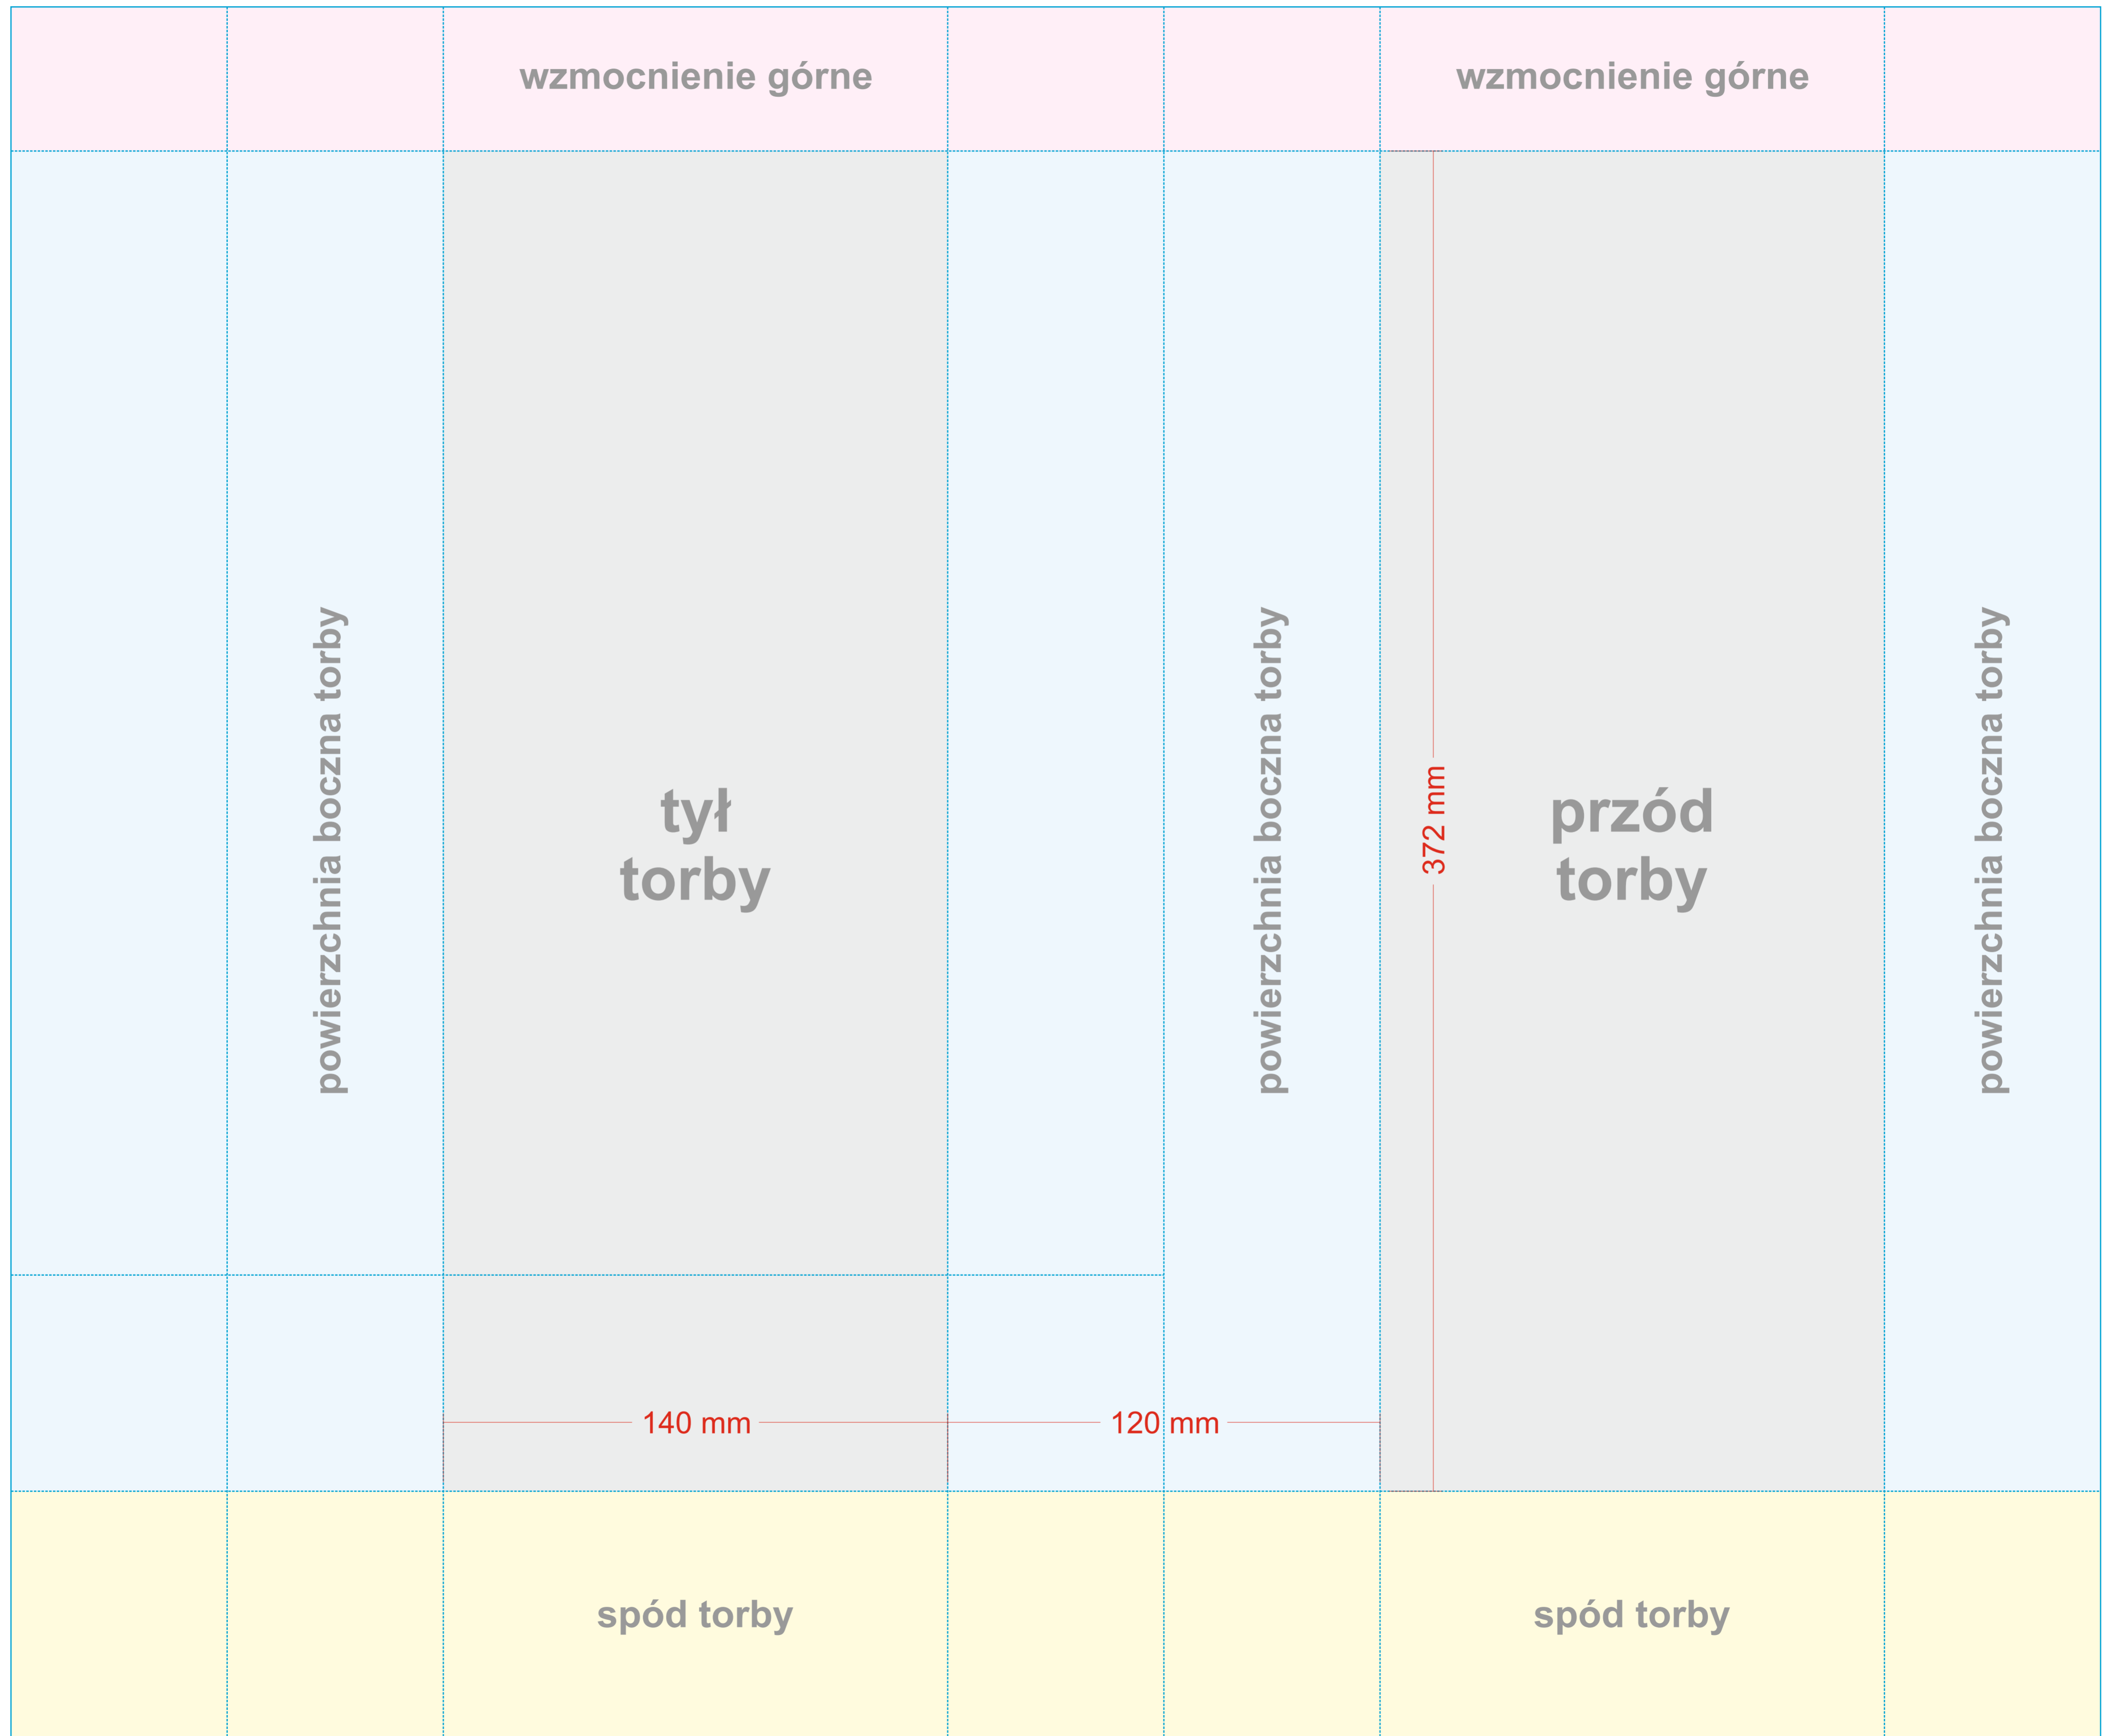 wzmocnienie górne
wzmocnienie górne
powierzchnia boczna torby
tył
torby
powierzchnia boczna torby
372 mm
przód
torby
powierzchnia boczna torby
140 mm
120 mm
spód torby
spód torby